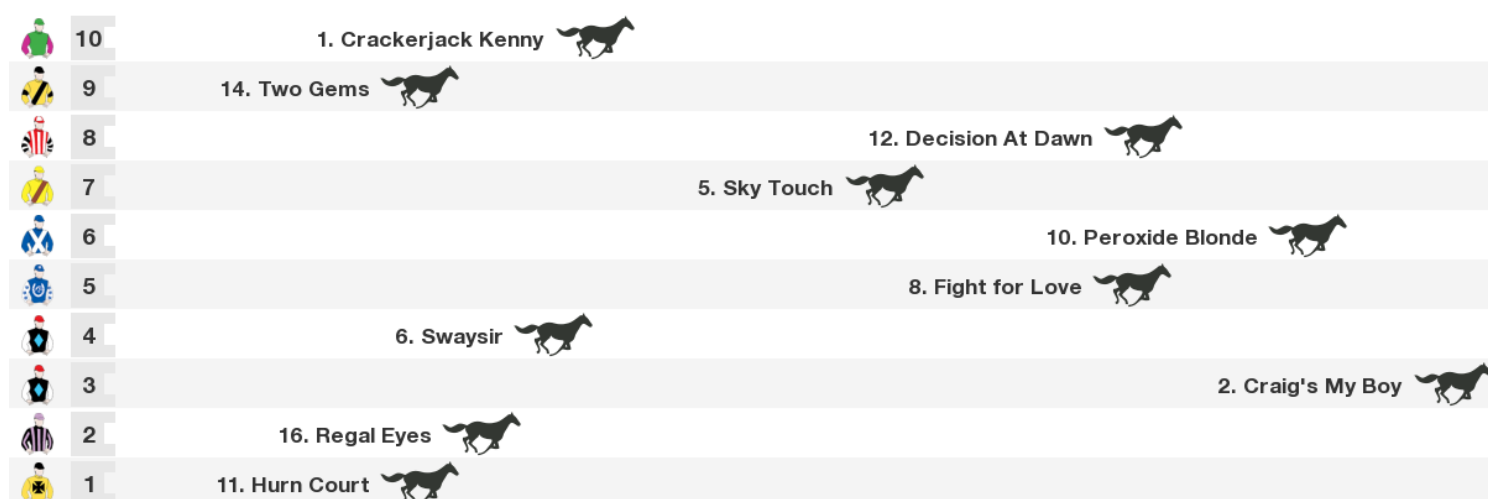 10 1. Crackerjack Kenny
9 14. Two Gems
8 12. Decision At Dawn
7 5. Sky Touch
6 10. Peroxide Blonde
5 8. Fight for Love
4 6. Swaysir
3 2. Craig's My Boy
2 16. Regal Eyes
1 11. Hurn Court